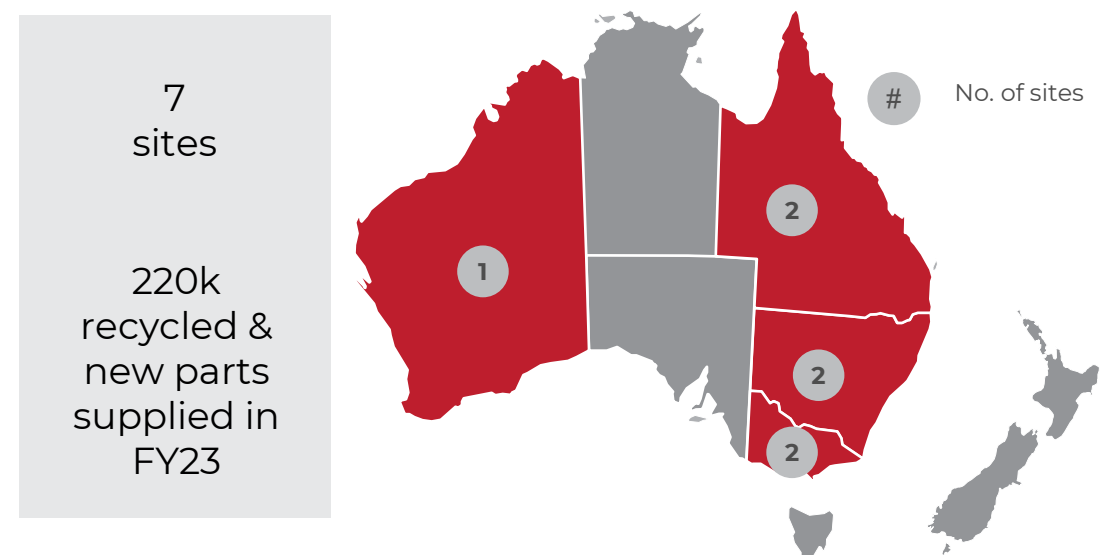 7
sites
220k
recycled &
new parts
supplied in
FY23
# No. of sites
2
1
2
2